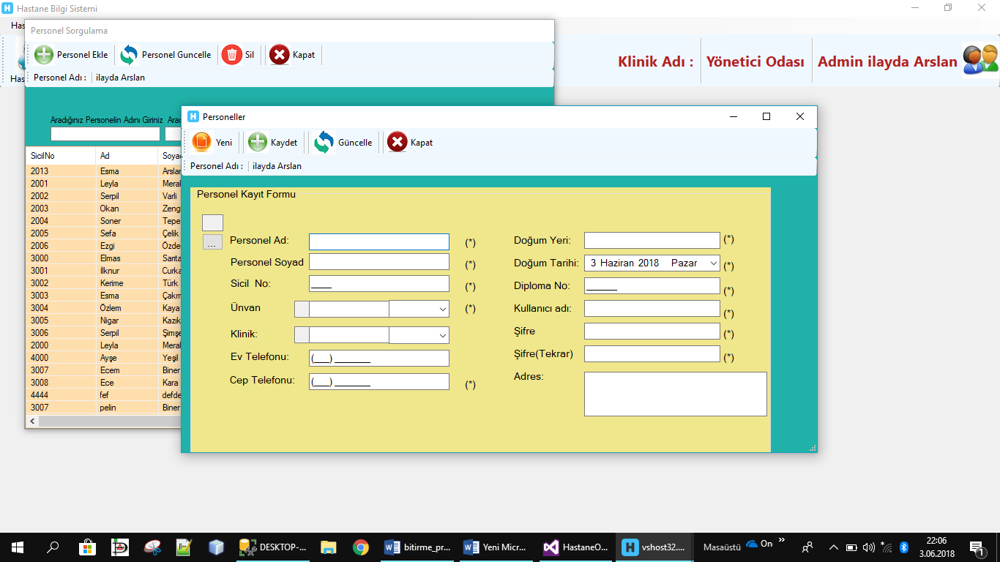 Hastane Bilgi Sistemi
Has
Personel Sorgulama
Personel Ekle Personel Guncelle Sil Kapat
Has
Personel Adı : ilayda Arslan
Klinik Adı : Yönetici Odası Admin ilayda Arslan
Aradığınız Personelin Adını Giriniz Arac
SicilNo Ad Soyad
2013 Esma Arslan
2001 Leyla Meral
2002 Serpil Varli
2003 Okan Zeng
2004 Soner Tepe
2005 Sefa Çelik
2006 Ezgi Özde
3000 Elmas Santa
3001 İlknur Curka
3002 Kerime Türk
3003 Esma Çakm
3004 Özlem Kaya
3005 Nigar Kazık
3006 Serpil Şimşe
2000 Leyla Meral
4000 Ayşe Yeşil
3007 Ecem Biner
3008 Ece Kara
4444 fef defde
3007 pelin Biner
Personeller
Yeni Kaydet Güncelle Kapat
Personel Adı : ilayda Arslan
Personel Kayıt Formu
...
Personel Ad: (*)
Personel Soyad (*)
Sicil No: ____ (*)
Ünvan (*)
Klinik:
Ev Telefonu: (___) _______
Cep Telefonu: (___) _______ (*)
Doğum Yeri: (*)
Doğum Tarihi: 3 Haziran 2018 Pazar (*)
Diploma No: ______ (*)
Kullanıcı adı: (*)
Şifre (*)
Şifre(Tekrar) (*)
Adres:
DESKTOP-... bitirme_pr... Yeni Micr... HastaneO... vshost32.... Masaüstü On »
22:06
3.06.2018
1